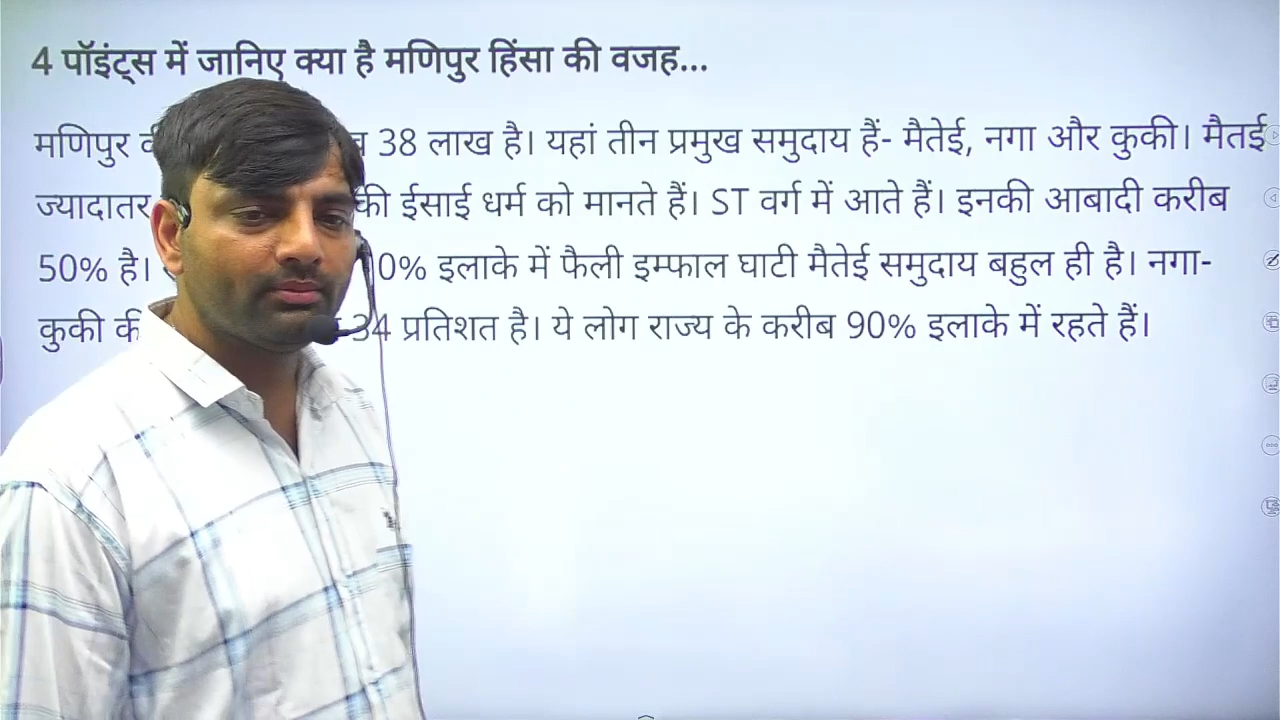 4 पॉइंट्स में जानिए क्या है मणिपुर हिंसा की वजह...
मणिपुर 38 लाख है। यहां तीन प्रमुख समुदाय हैं- मैतेई, नगा और कुकी। मैतई
ज्यादातर ईसाई धर्म को मानते हैं। ST वर्ग में आते हैं। इनकी आबादी करीब
50% है। 0% इलाके में फैली इम्फाल घाटी मैतेई समुदाय बहुल ही है। नगा-
कुकी 34 प्रतिशत है। ये लोग राज्य के करीब 90% इलाके में रहते हैं।